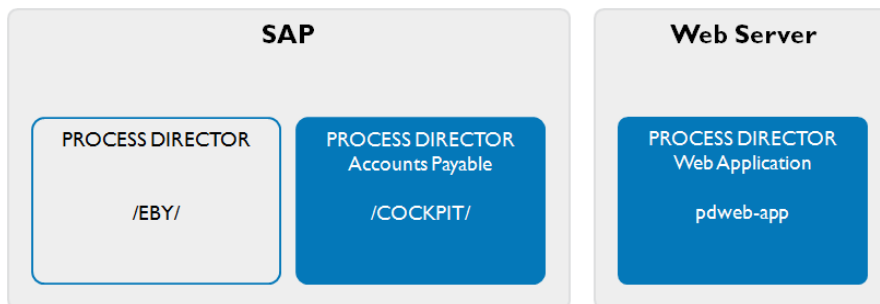 SAP
PROCESS DIRECTOR
/EBY/
PROCESS DIRECTOR
Accounts Payable
/COCKPIT/
Web Server
PROCESS DIRECTOR
Web Application
pdweb-app